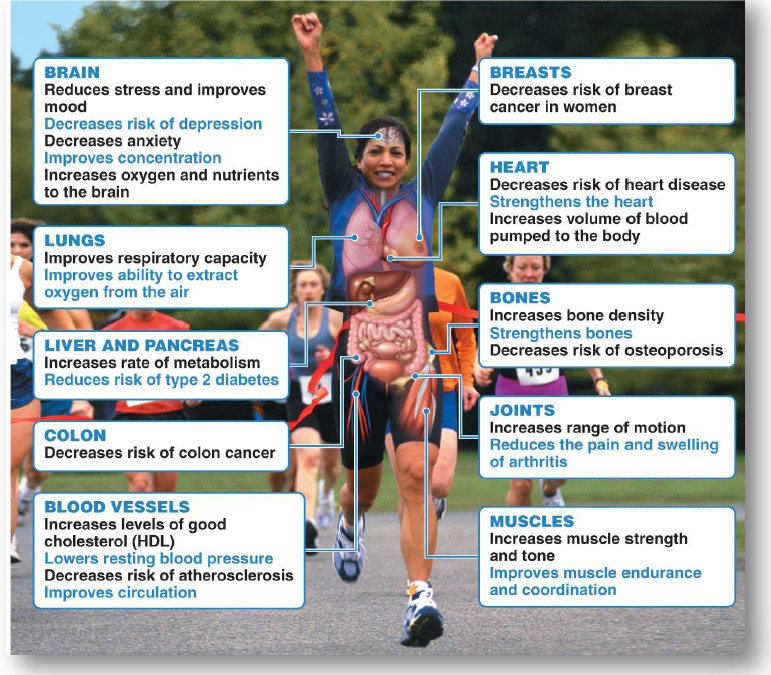 BRAIN
Reduces stress and improves
mood
Decreases risk of depression
Decreases anxiety
Improves concentration
Increases oxygen and nutrients
to the brain
LUNGS
Improves respiratory capacity
Improves ability to extract
oxygen from the air
LIVER AND PANCREAS
Increases rate of metabolism
Reduces risk of type 2 diabetes
COLON
Decreases risk of colon cancer
BLOOD VESSELS
Increases levels of good
cholesterol (HDL)
Lowers resting blood pressure
Decreases risk of atherosclerosis
Improves circulation
BREASTS
Decreases risk of breast
cancer in women
HEART
Decreases risk of heart disease
Strengthens the heart
Increases volume of blood
pumped to the body
BONES
Increases bone density
Strengthens bones
Decreases risk of osteoporosis
JOINTS
Increases range of motion
Reduces the pain and swelling
of arthritis
MUSCLES
Increases muscle strength
and tone
Improves muscle endurance
and coordination